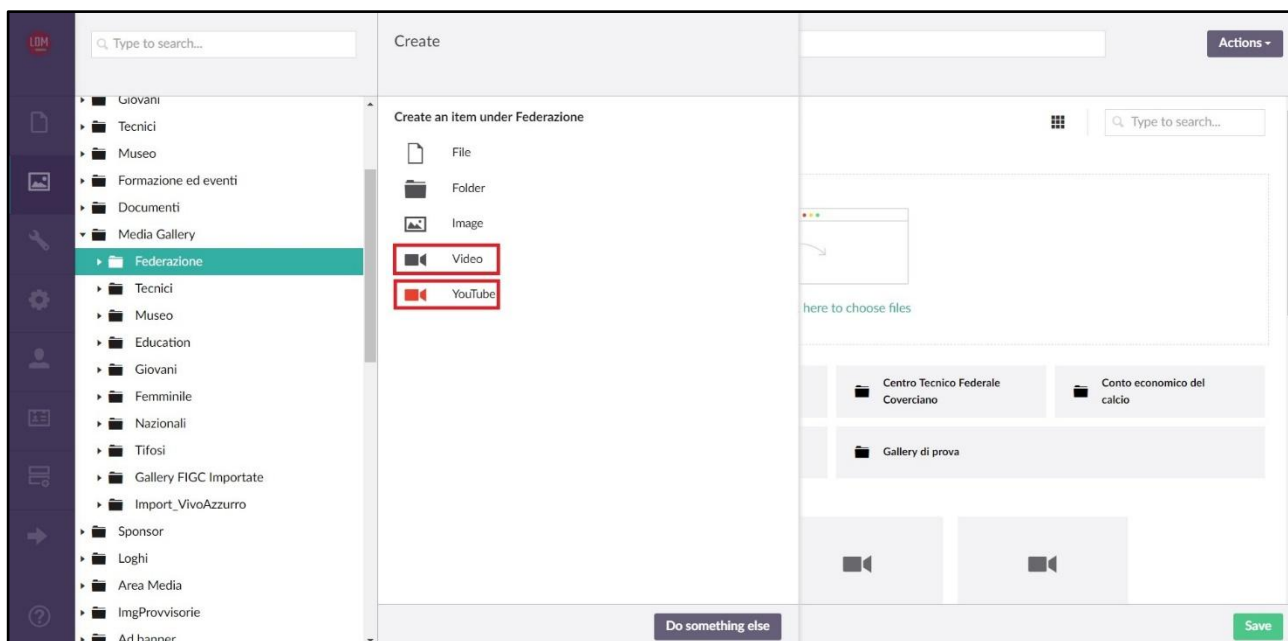 LBM
Type to search...
Giovani
Tecnici
Museo
Formazione ed eventi
Documenti
Media Gallery
Federazione
Tecnici
Museo
Education
Giovani
Femminile
Nazionali
Tifosi
Gallery FIGC Importate
Import_VivoAzzurro
Sponsor
Loghi
Area Media
ImgProvvisorie
Ad banner
Create
Create an item under Federazione
File
Folder
Image
Video
YouTube
Do something else
Actions
Type to search...
here to choose files
Centro Tecnico Federale
Coverciano
Conto economico del
calcio
Gallery di prova
Save